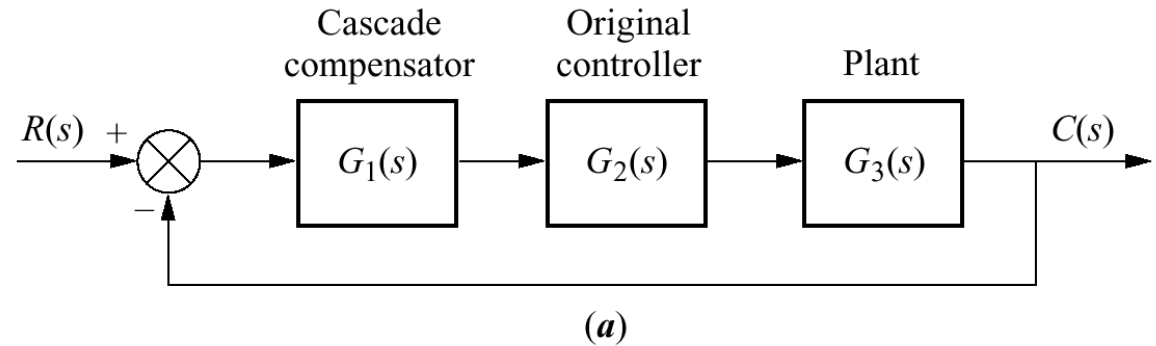 Cascade
compensator
Original
controller
Plant
R(s)
+
−
G₁(s)
G₂(s)
G₃(s)
C(s)
(a)